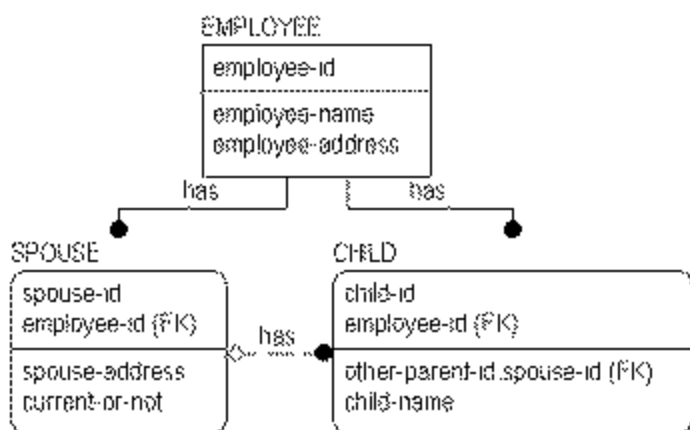 EMPLOYEE
employee-id
employee-name
employee-address
has
has
SPOUSE
spouse-id
employee-id (FK)
spouse-address
current-or-not
has
CHILD
child-id
employee-id (FK)
other-parent-id.spouse-id (FK)
child-name